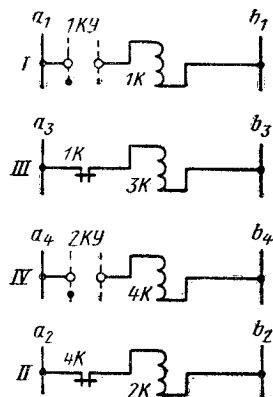 a₁ 1КУ b₁
I 1К
a₃ 1К b₃
III 3К
a₄ 2КУ b₄
IV 4К
a₂ 4К b₂
II 2К